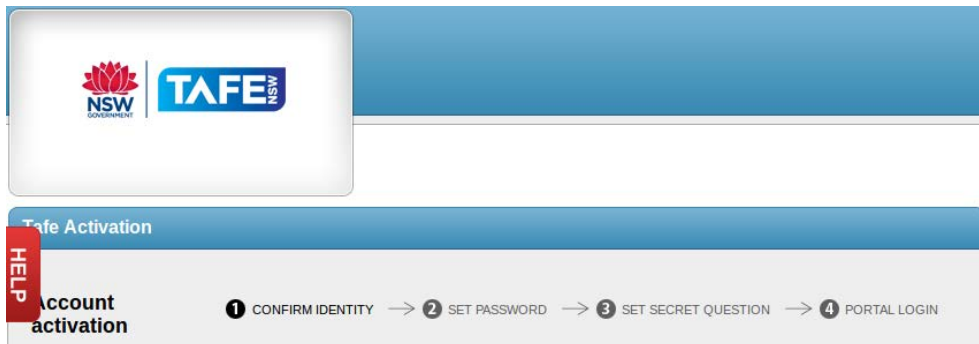 NSW
GOVERNMENT
TAFE NSW
Tafe Activation
HELP
Account
activation
1 CONFIRM IDENTITY → 2 SET PASSWORD → 3 SET SECRET QUESTION → 4 PORTAL LOGIN